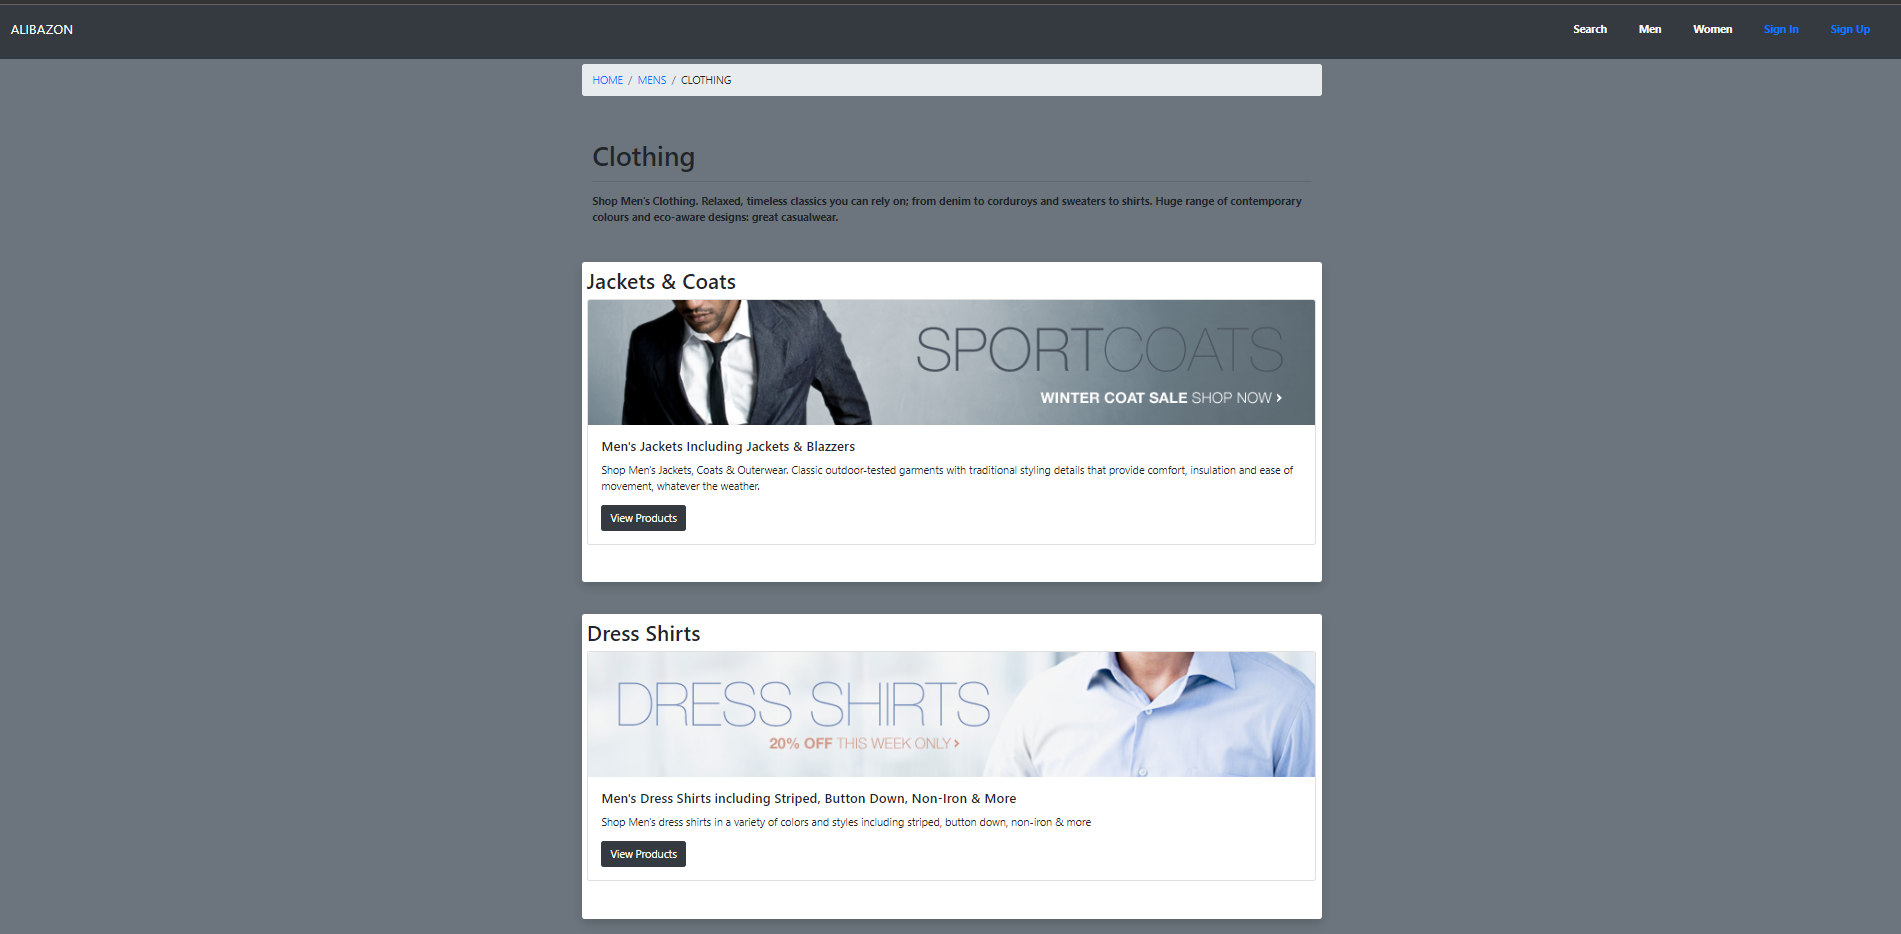 ALIBAZON
Search Men Women Sign In Sign Up
HOME / MENS / CLOTHING
Clothing
Shop Men's Clothing. Relaxed, timeless classics you can rely on; from denim to corduroys and sweaters to shirts. Huge range of contemporary
colours and eco-aware designs: great casualwear.
Jackets & Coats
SPORTCOATS
WINTER COAT SALE SHOP NOW ›
Men's Jackets Including Jackets & Blazzers
Shop Men's Jackets, Coats & Outerwear. Classic outdoor-tested garments with traditional styling details that provide comfort, insulation and ease of
movement, whatever the weather.
View Products
Dress Shirts
DRESS SHIRTS
20% OFF THIS WEEK ONLY ›
Men's Dress Shirts including Striped, Button Down, Non-Iron & More
Shop Men's dress shirts in a variety of colors and styles including striped, button down, non-iron & more
View Products